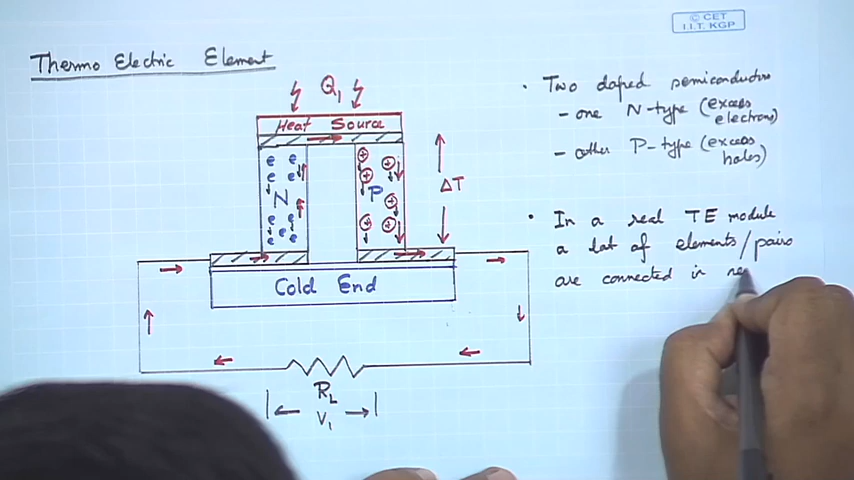 © CET
I.I.T. KGP
Thermo Electric Element
Q1
Heat Source
e e
e e
N
e e
e e
e
+
+ +
P
+
+ +
ΔT
Cold End
RL
V1
· Two doped semiconductors
- one N-type (excess electrons)
- other P-type (excess holes)
· In a real TE module
a lot of elements/pairs
are connected in